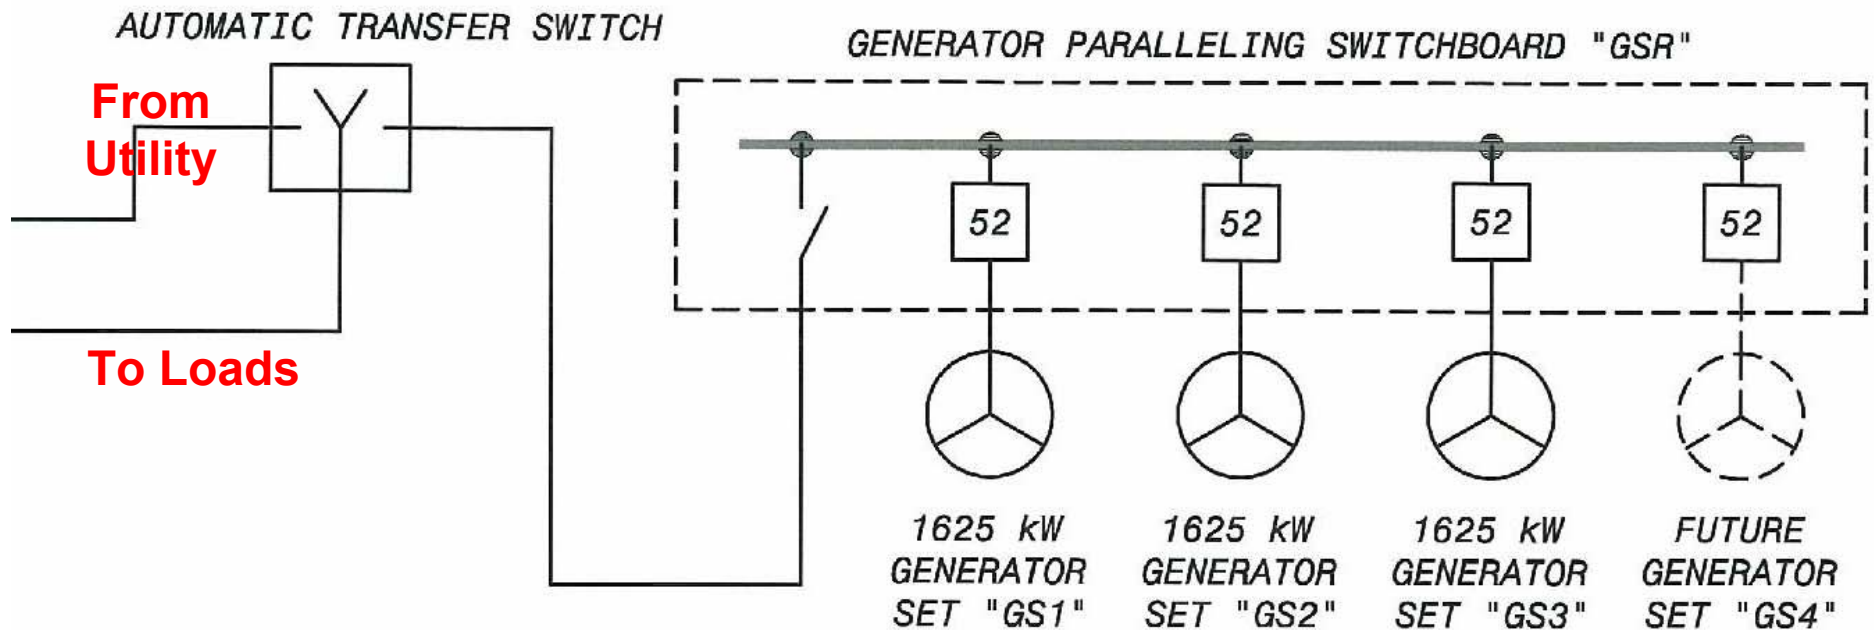 AUTOMATIC TRANSFER SWITCH
GENERATOR PARALLELING SWITCHBOARD "GSR"
From
Utility
To Loads
52
52
52
52
1625 kW
GENERATOR
SET "GS1"
1625 kW
GENERATOR
SET "GS2"
1625 kW
GENERATOR
SET "GS3"
FUTURE
GENERATOR
SET "GS4"